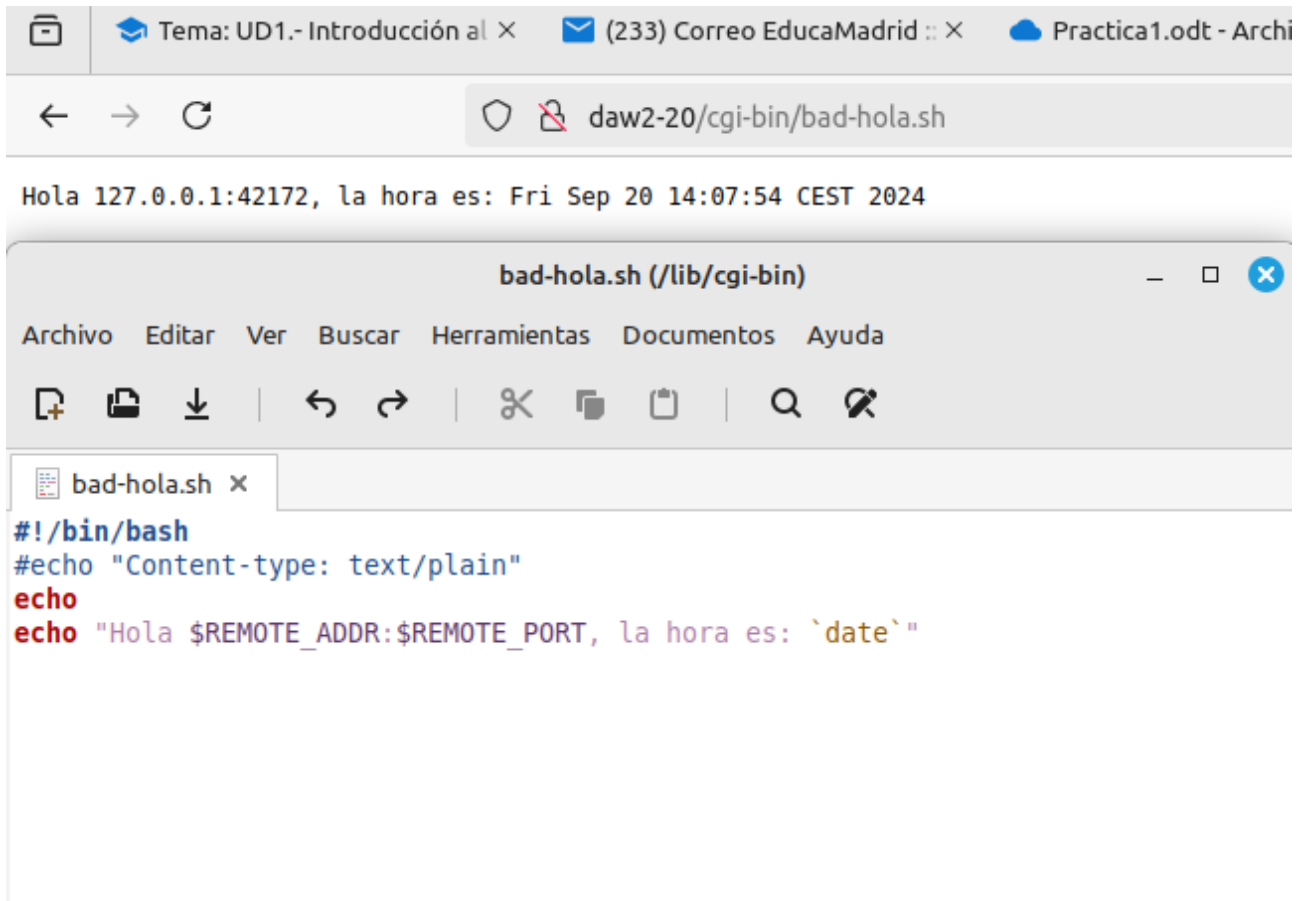 Tema: UD1.- Introducción al (233) Correo EducaMadrid :: Practica1.odt - Archi
daw2-20/cgi-bin/bad-hola.sh
Hola 127.0.0.1:42172, la hora es: Fri Sep 20 14:07:54 CEST 2024
bad-hola.sh (/lib/cgi-bin)
Archivo Editar Ver Buscar Herramientas Documentos Ayuda
bad-hola.sh
#!/bin/bash
#echo "Content-type: text/plain"
echo
echo "Hola $REMOTE_ADDR:$REMOTE_PORT, la hora es: `date`"